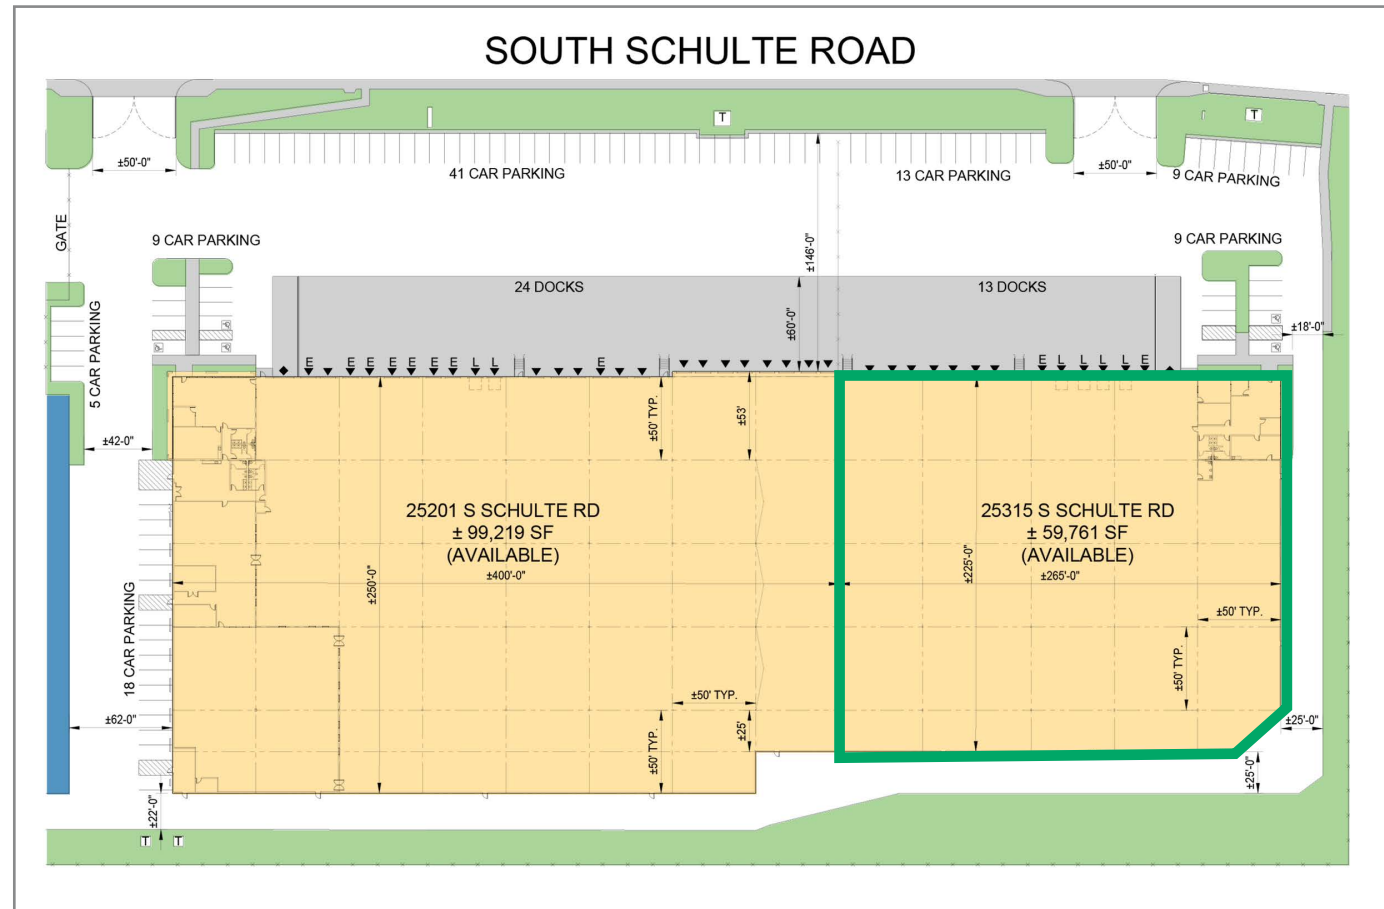 SOUTH SCHULTE ROAD
T
T
±50'-0"
41 CAR PARKING
13 CAR PARKING
±50'-0"
9 CAR PARKING
GATE
9 CAR PARKING
±146'-0"
9 CAR PARKING
24 DOCKS
13 DOCKS
±60'-0"
±18'-0"
5 CAR PARKING
E E E E E E L L E
E L L L L E
±42'-0"
±50' TYP.
±53'
25201 S SCHULTE RD
± 99,219 SF
(AVAILABLE)
±400'-0"
±250'-0"
25315 S SCHULTE RD
± 59,761 SF
(AVAILABLE)
±265'-0"
±225'-0"
±50' TYP.
±50' TYP.
18 CAR PARKING
±62'-0"
±50' TYP.
±25'
±50' TYP.
±25'-0"
±25'-0"
±22'-0"
T T